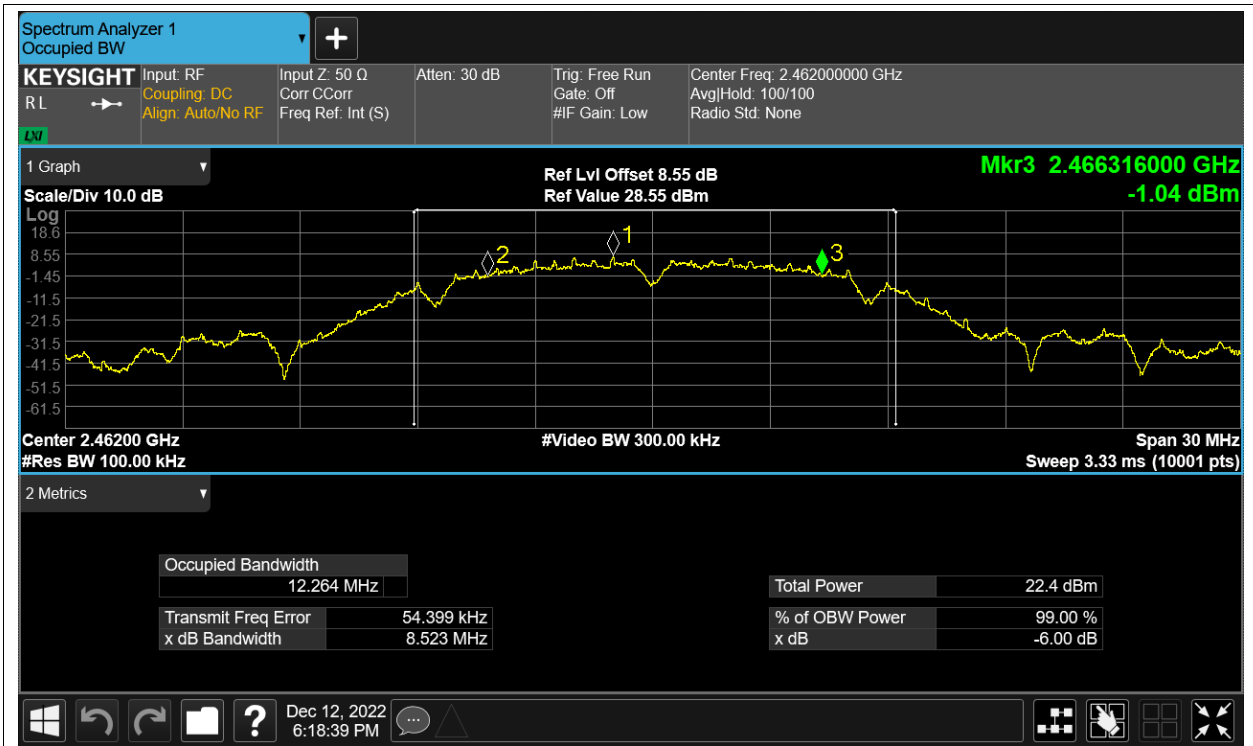 Spectrum Analyzer 1
Occupied BW
KEYSIGHT
R L
LXI
Input: RF
Coupling: DC
Align: Auto/No RF
Input Z: 50 Ω
Corr CCorr
Freq Ref: Int (S)
Atten: 30 dB
Trig: Free Run
Gate: Off
#IF Gain: Low
Center Freq: 2.462000000 GHz
Avg|Hold: 100/100
Radio Std: None
1 Graph
Scale/Div 10.0 dB
Ref Lvl Offset 8.55 dB
Ref Value 28.55 dBm
Mkr3 2.466316000 GHz
-1.04 dBm
Log
18.6
8.55
-1.45
-11.5
-21.5
-31.5
-41.5
-51.5
-61.5
2
1
3
Center 2.46200 GHz
#Video BW 300.00 kHz
Span 30 MHz
#Res BW 100.00 kHz
Sweep 3.33 ms (10001 pts)
2 Metrics
Occupied Bandwidth
12.264 MHz
Transmit Freq Error 54.399 kHz
x dB Bandwidth 8.523 MHz
Total Power 22.4 dBm
% of OBW Power 99.00 %
x dB -6.00 dB
?
Dec 12, 2022
6:18:39 PM